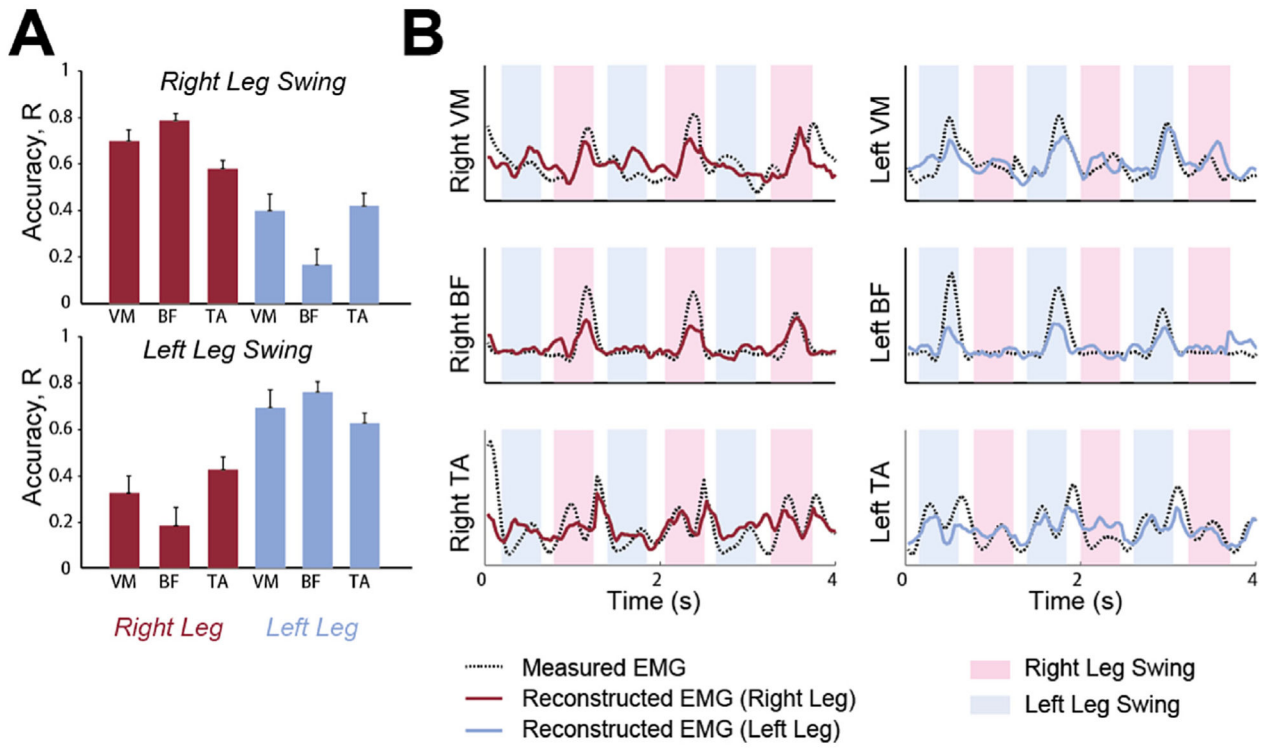 A
B
Right Leg Swing
Accuracy, R
1
0.8
0.6
0.4
0.2
0
VM BF TA VM BF TA
Left Leg Swing
Accuracy, R
1
0.8
0.6
0.4
0.2
0
VM BF TA VM BF TA
Right Leg Left Leg
Right VM
Left VM
Right BF
Left BF
Right TA
Left TA
0 2 4
Time (s)
0 2 4
Time (s)
Measured EMG
Reconstructed EMG (Right Leg)
Reconstructed EMG (Left Leg)
Right Leg Swing
Left Leg Swing